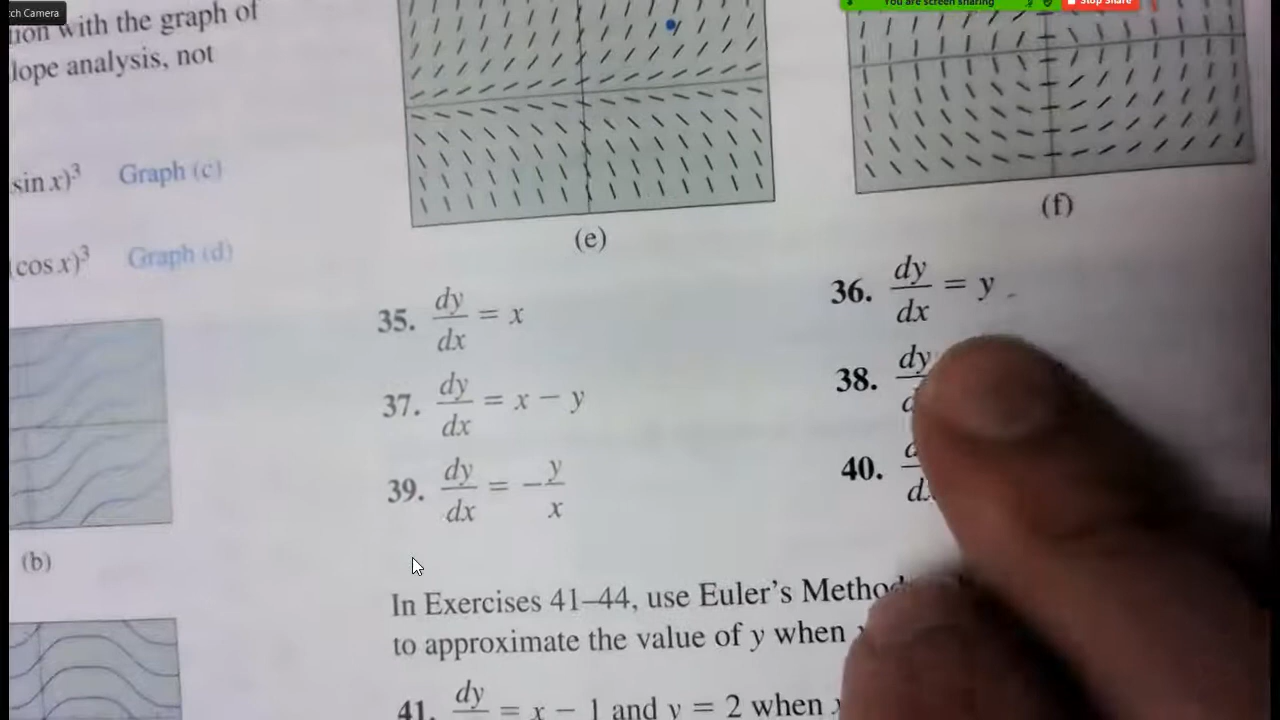 tch Camera
You are screen sharing
Stop Share
tion with the graph of
lope analysis, not
sin x)³ Graph (c)
(cos x)³ Graph (d)
(b)
(e)
(f)
35. dy/dx = x
36. dy/dx = y
37. dy/dx = x − y
38. dy
39. dy/dx = −y/x
40.
In Exercises 41–44, use Euler's Method
to approximate the value of y when
41. dy = x − 1 and y = 2 when